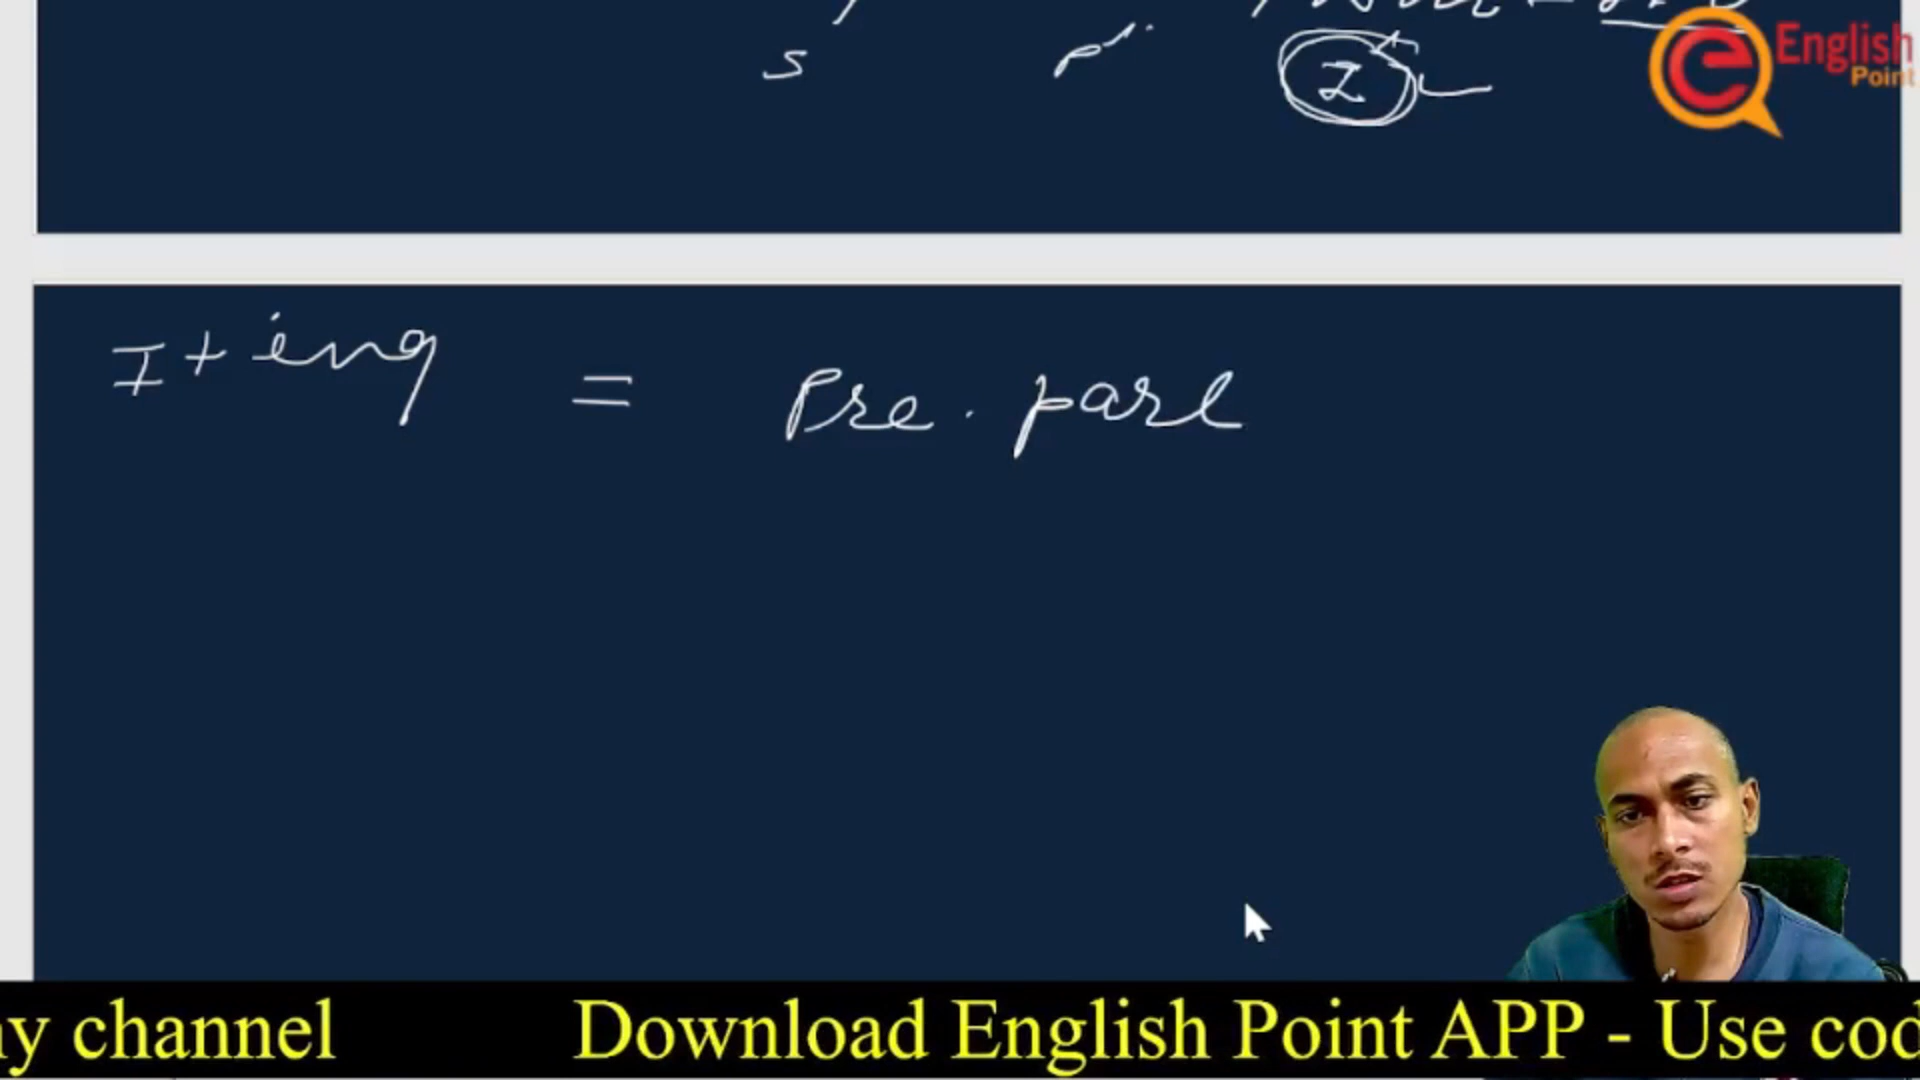 s p
I
English
Point
I + ing = Pre. part
ny channel Download English Point APP - Use cod